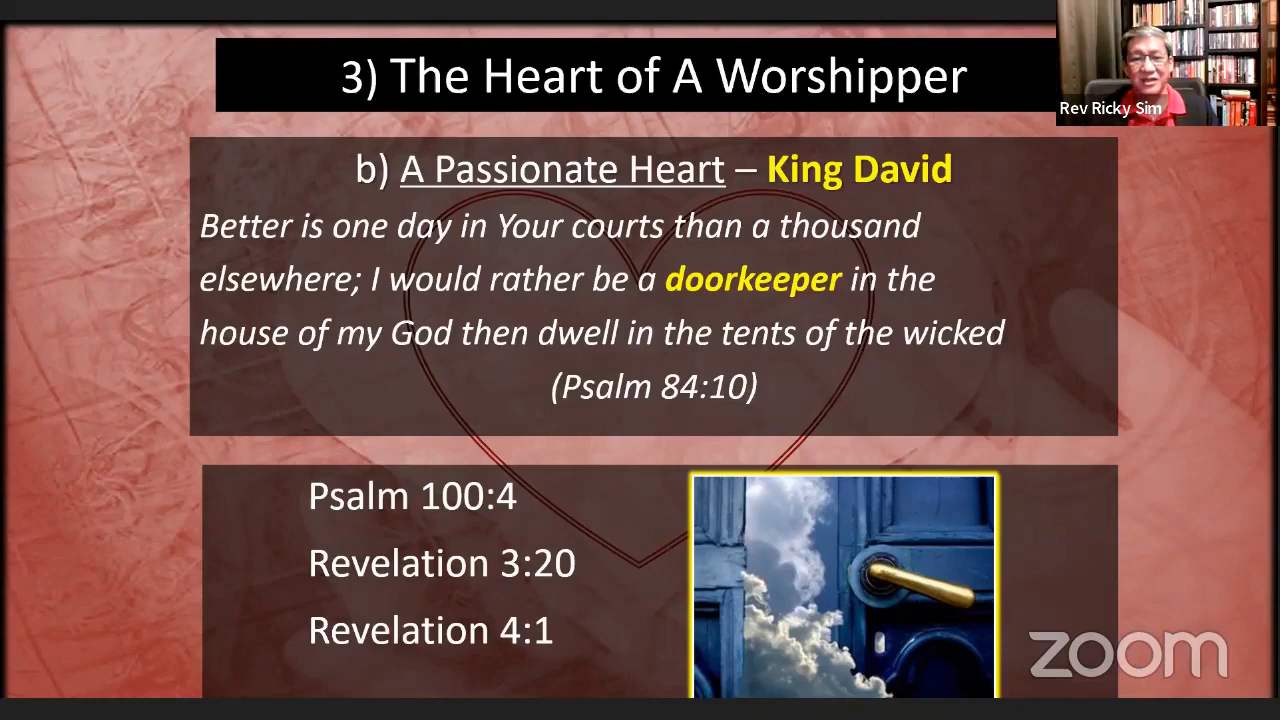 3) The Heart of A Worshipper
Rev Ricky Sim
b) A Passionate Heart – King David
Better is one day in Your courts than a thousand
elsewhere; I would rather be a doorkeeper in the
house of my God then dwell in the tents of the wicked
(Psalm 84:10)
Psalm 100:4
Revelation 3:20
Revelation 4:1
zoom